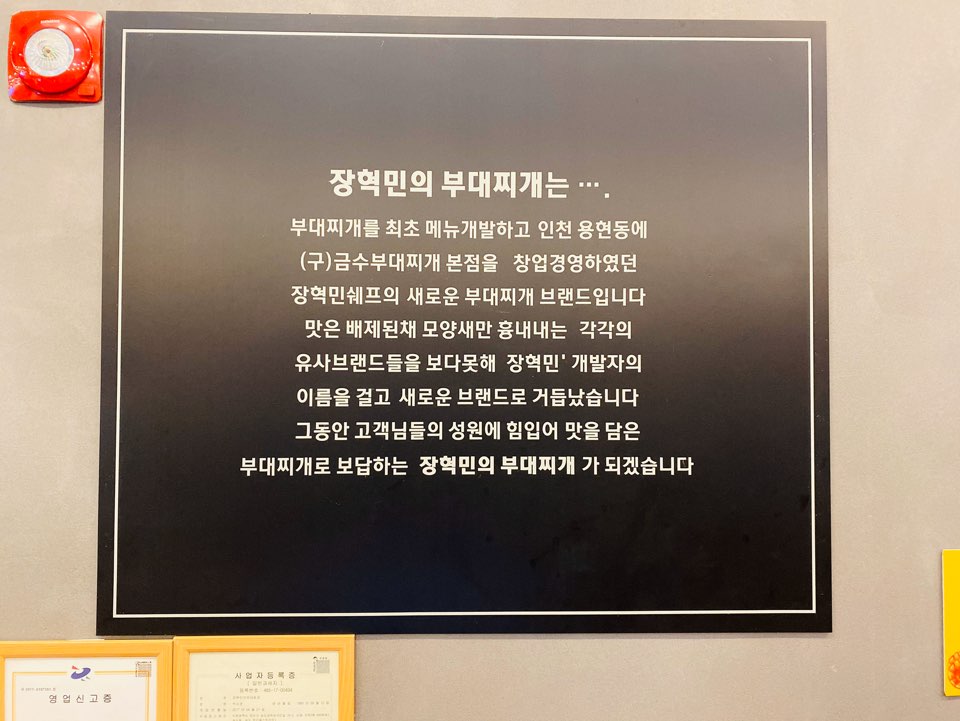 장혁민의 부대찌개는 ….
부대찌개를 최초 메뉴개발하고 인천 용현동에
(구)금수부대찌개 본점을 창업경영하였던
장혁민쉐프의 새로운 부대찌개 브랜드입니다
맛은 배제된채 모양새만 흉내내는 각각의
유사브랜드들을 보다못해 장혁민' 개발자의
이름을 걸고 새로운 브랜드로 거듭났습니다
그동안 고객님들의 성원에 힘입어 맛을 담은
부대찌개로 보답하는 장혁민의 부대찌개 가 되겠습니다
영업신고증
사업자등록증